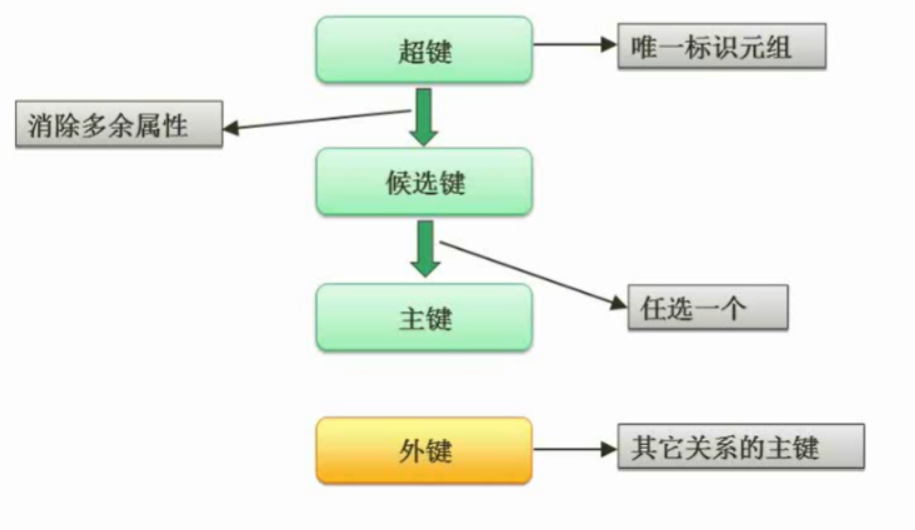 超键
唯一标识元组
消除多余属性
候选键
任选一个
主键
外键
其它关系的主键